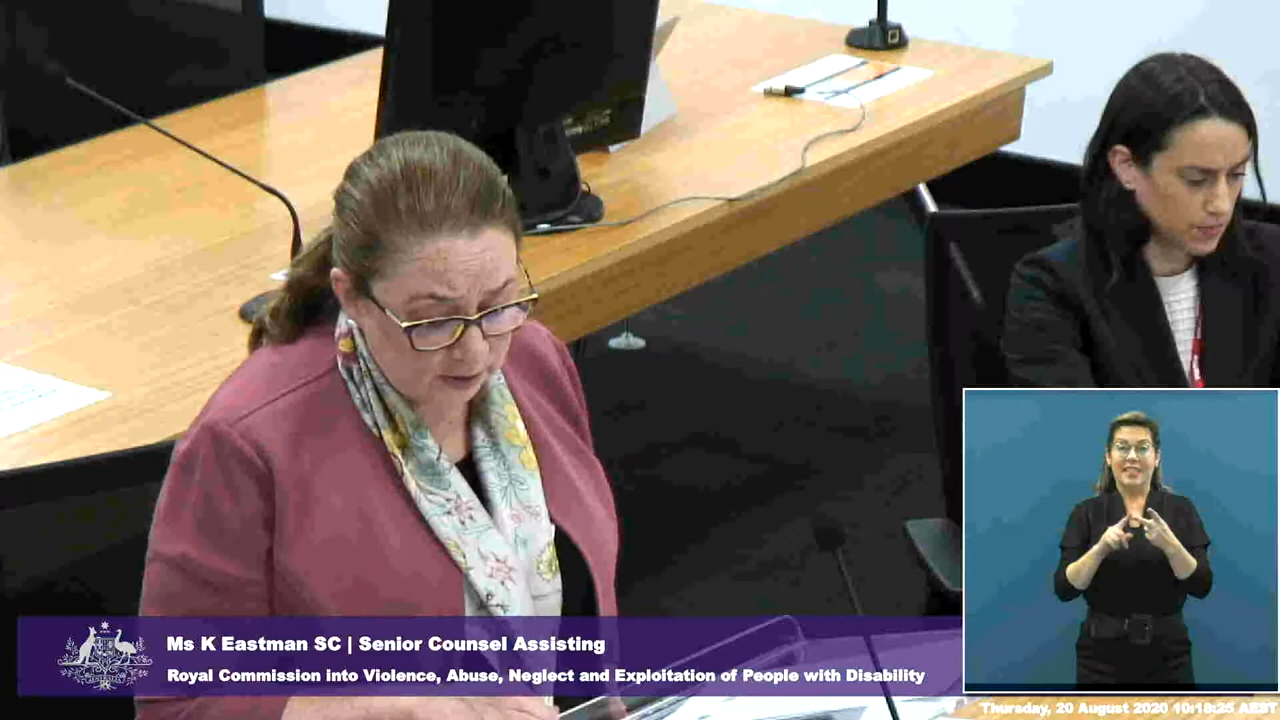 Ms K Eastman SC | Senior Counsel Assisting
Royal Commission into Violence, Abuse, Neglect and Exploitation of People with Disability
Thursday, 20 August 2020 10:18:25 AEST